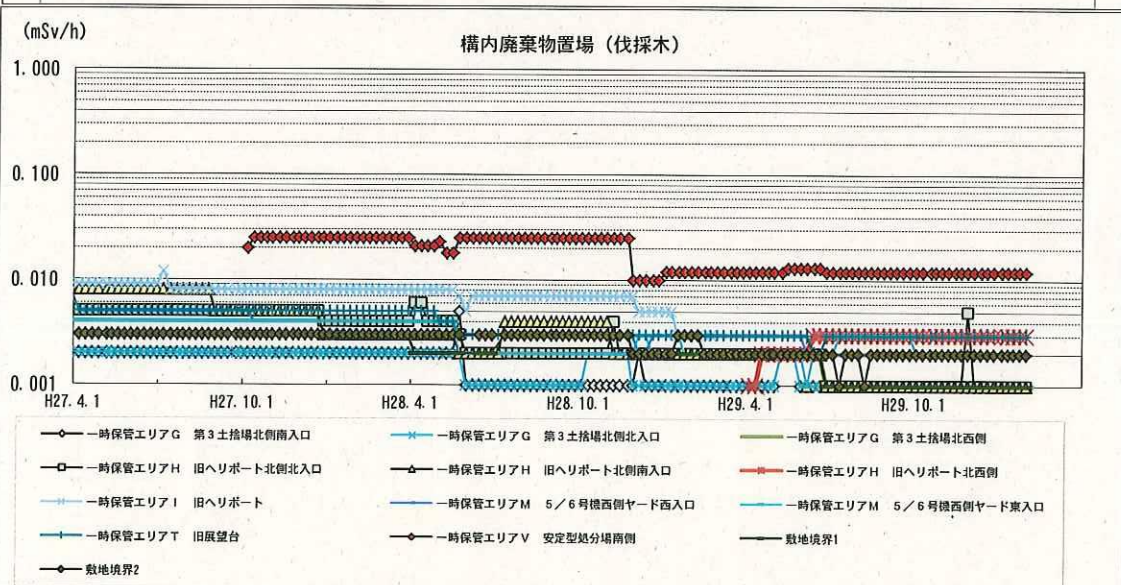 (mSv/h)
構内廃棄物置場（伐採木）
1.000
0.100
0.010
0.001
H27.4.1 H27.10.1 H28.4.1 H28.10.1 H29.4.1 H29.10.1
一時保管エリアG 第3土捨場北側南入口 一時保管エリアG 第3土捨場北側北入口 一時保管エリアG 第3土捨場北西側
一時保管エリアH 旧ヘリポート北側北入口 一時保管エリアH 旧ヘリポート北側南入口 一時保管エリアH 旧ヘリポート北西側
一時保管エリアI 旧ヘリポート 一時保管エリアM 5／6号機西側ヤード西入口 一時保管エリアM 5／6号機西側ヤード東入口
一時保管エリアT 旧展望台 一時保管エリアV 安定型処分場南側 敷地境界1
敷地境界2